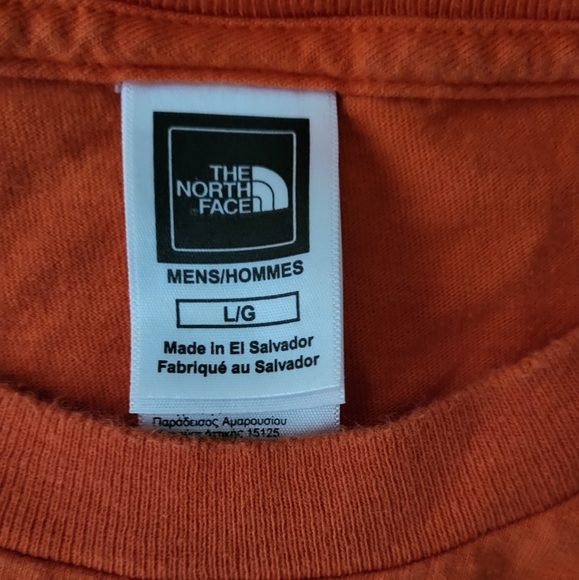 THE
NORTH
FACE
MENS/HOMMES
L/G
Made in El Salvador
Fabriqué au Salvador
Παράδεισος Αμαρουσίου
Αττικής 15125